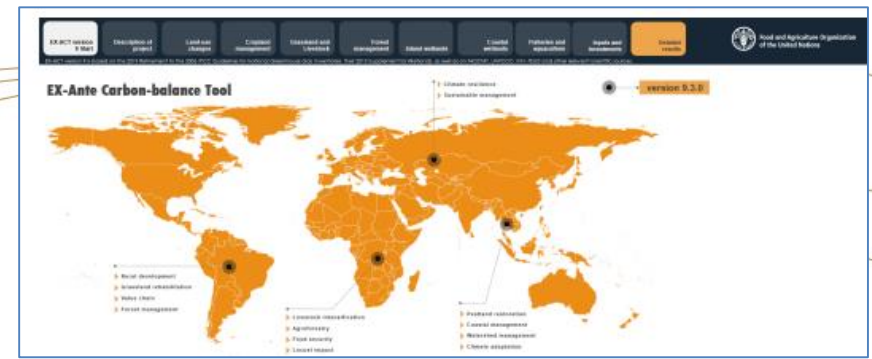 EX-ACT version 9 Start
Description of project
Land use changes
Cropland management
Grassland and Livestock
Forest management
Inland wetlands
Coastal wetlands
Fisheries and aquaculture
Inputs and Investments
Detailed results
Food and Agriculture Organization
of the United Nations
EX-Ante Carbon-balance Tool
Climate resilience
Sustainable management
version 9.3.0
Rural development
Grassland rehabilitation
Value chain
Forest management
Livestock intensification
Agroforestry
Food security
Peatland restoration
Coastal management
Watershed management
Climate adaptation